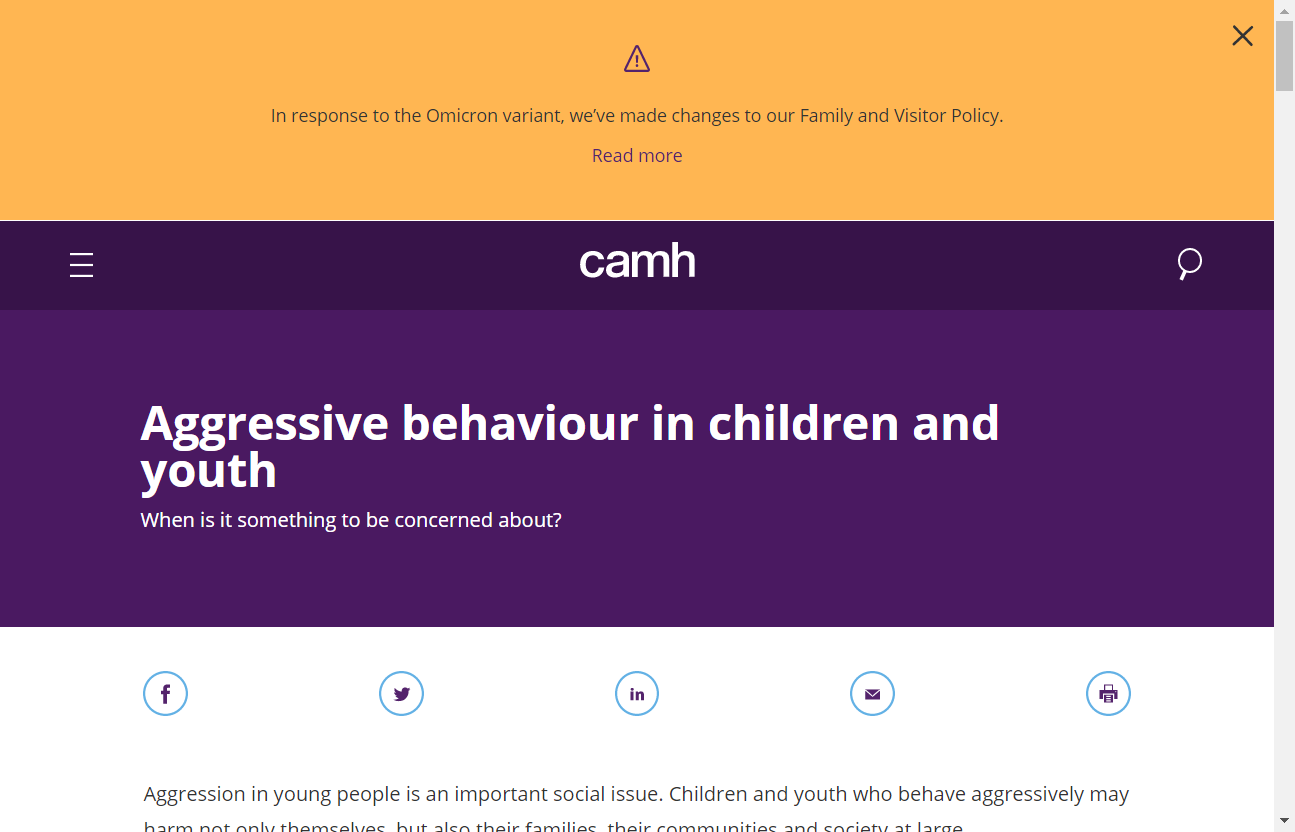 In response to the Omicron variant, we've made changes to our Family and Visitor Policy.
Read more
camh
Aggressive behaviour in children and
youth
When is it something to be concerned about?
f
in
Aggression in young people is an important social issue. Children and youth who behave aggressively may
harm not only themselves, but also their families, their communities and society at large.